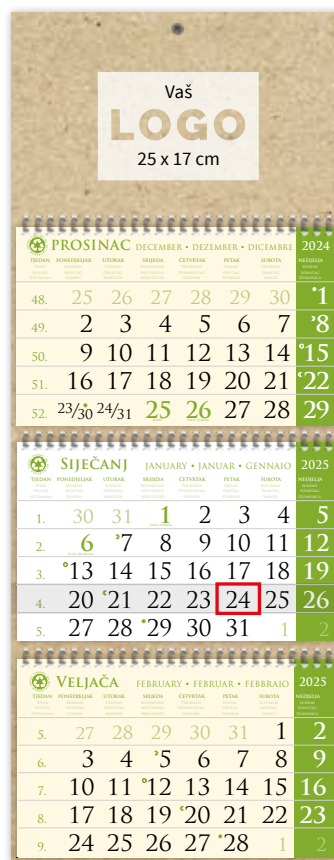 Vaš
LOGO
25 x 17 cm
PROSINAC DECEMBER • DEZEMBER • DICEMBRE 2024
TJEDAN PONEDJELJAK UTORAK SRIJEDA ČETVRTAK PETAK SUBOTA NEDJELJA
48. 25 26 27 28 29 30 1
49. 2 3 4 5 6 7 8
50. 9 10 11 12 13 14 15
51. 16 17 18 19 20 21 22
52. 23/30 24/31 25 26 27 28 29
SIJEČANJ JANUARY • JANUAR • GENNAIO 2025
TJEDAN PONEDJELJAK UTORAK SRIJEDA ČETVRTAK PETAK SUBOTA NEDJELJA
1. 30 31 1 2 3 4 5
2. 6 7 8 9 10 11 12
3. 13 14 15 16 17 18 19
4. 20 21 22 23 24 25 26
5. 27 28 29 30 31 1 2
VELJAČA FEBRUARY • FEBRUAR • FEBBRAIO 2025
TJEDAN PONEDJELJAK UTORAK SRIJEDA ČETVRTAK PETAK SUBOTA NEDJELJA
5. 27 28 29 30 31 1 2
6. 3 4 5 6 7 8 9
7. 10 11 12 13 14 15 16
8. 17 18 19 20 21 22 23
9. 24 25 26 27 28 1 2